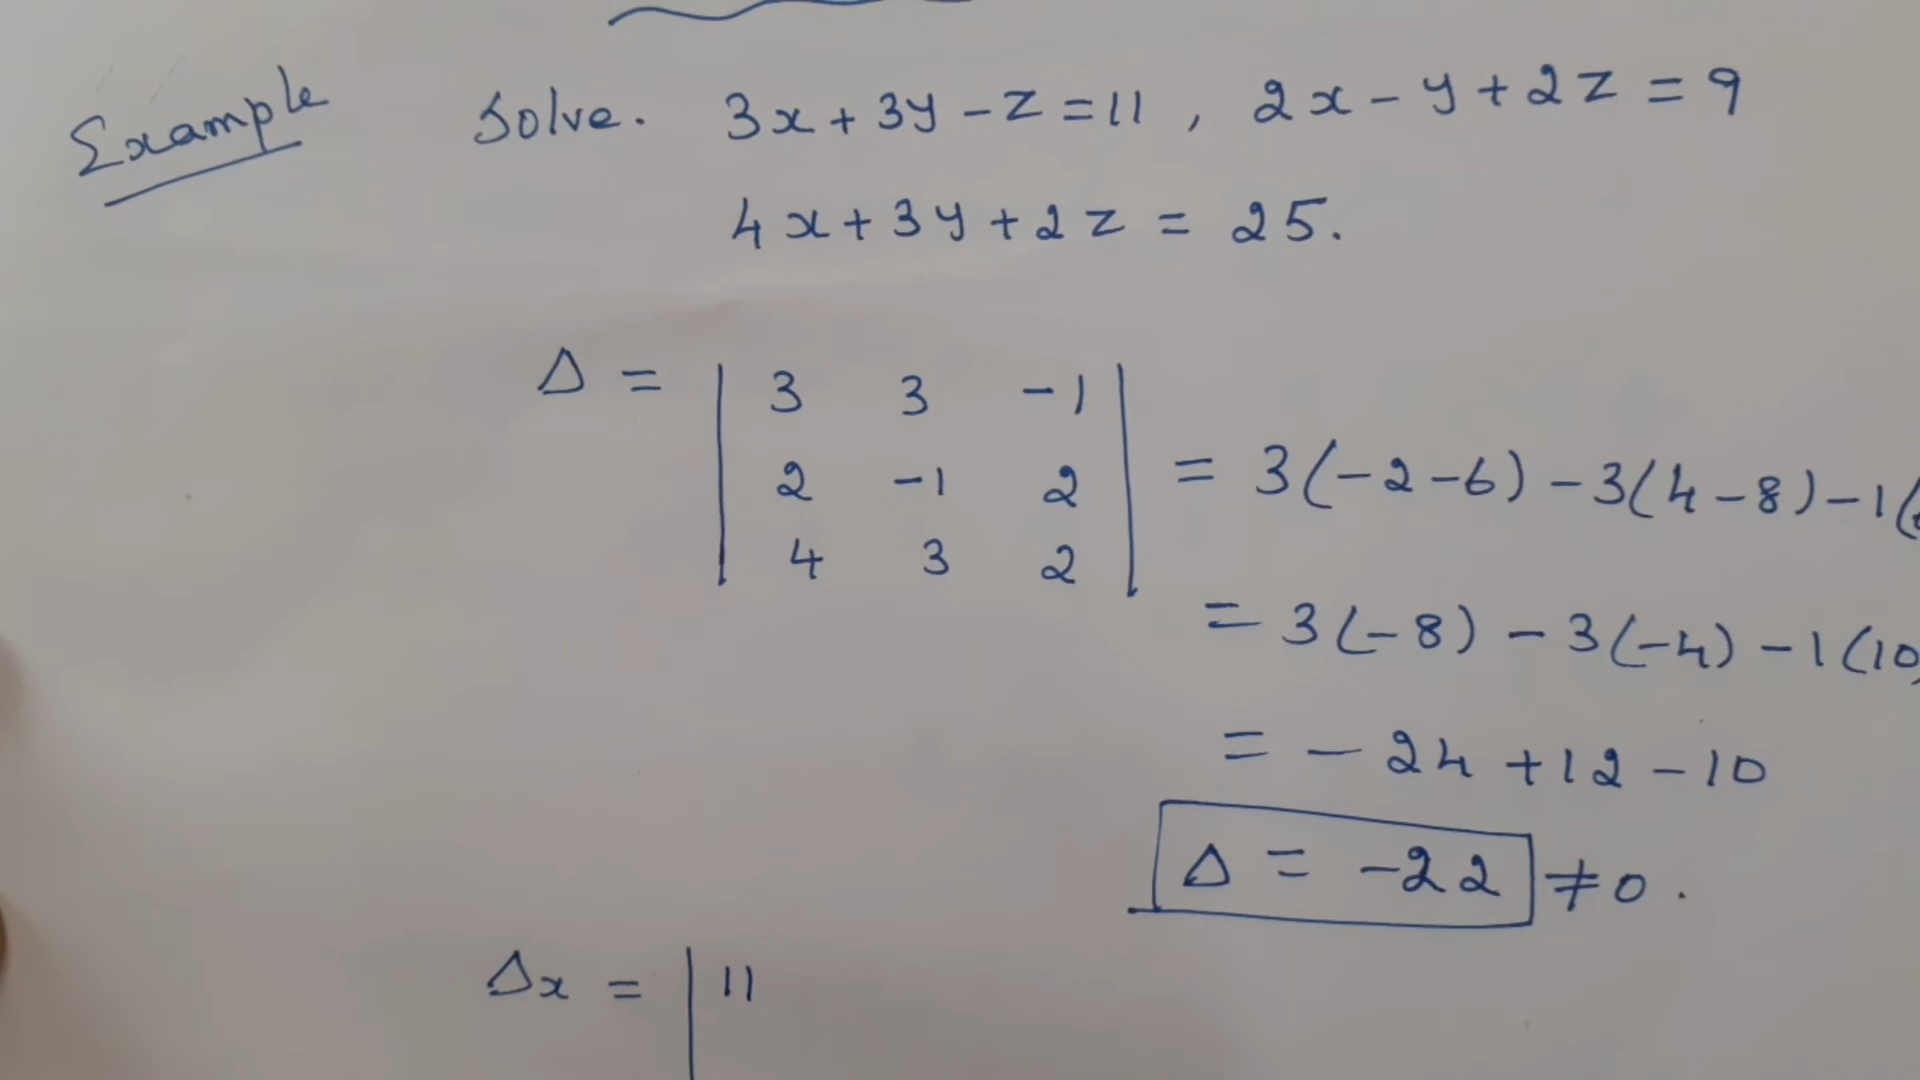 Example Solve. 3x + 3y - z = 11, 2x - y + 2z = 9
4x + 3y + 2z = 25.
Δ = | 3 3 -1 |
| 2 -1 2 | = 3(-2-6) - 3(4-8) - 1(
| 4 3 2 |
= 3(-8) - 3(-4) - 1(10)
= - 24 + 12 - 10
Δ = -22 ≠ 0.
Δx = | 11